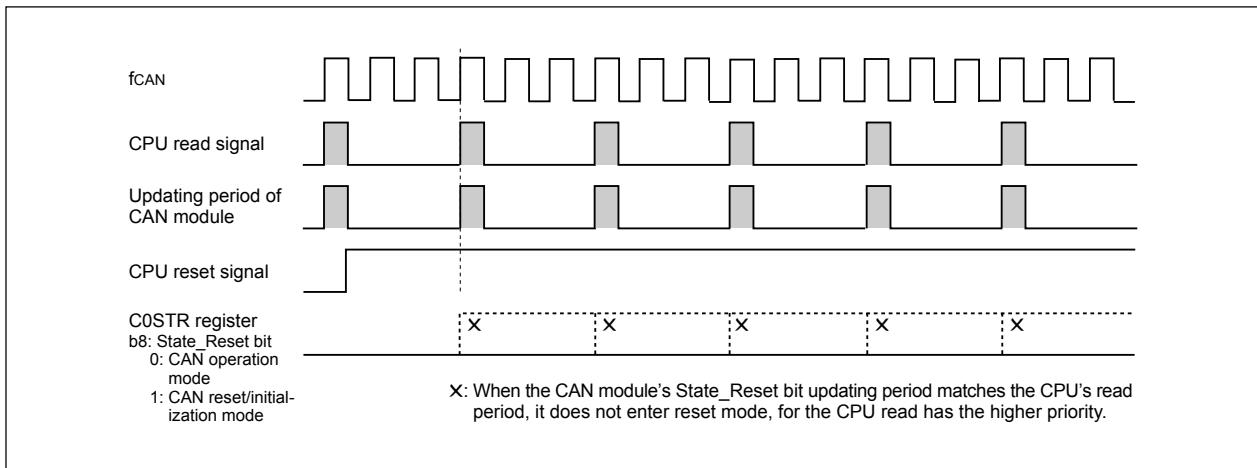 fCAN
CPU read signal
Updating period of
CAN module
CPU reset signal
C0STR register
b8: State_Reset bit
0: CAN operation
mode
1: CAN reset/initial-
ization mode
✕: When the CAN module's State_Reset bit updating period matches the CPU's read
period, it does not enter reset mode, for the CPU read has the higher priority.